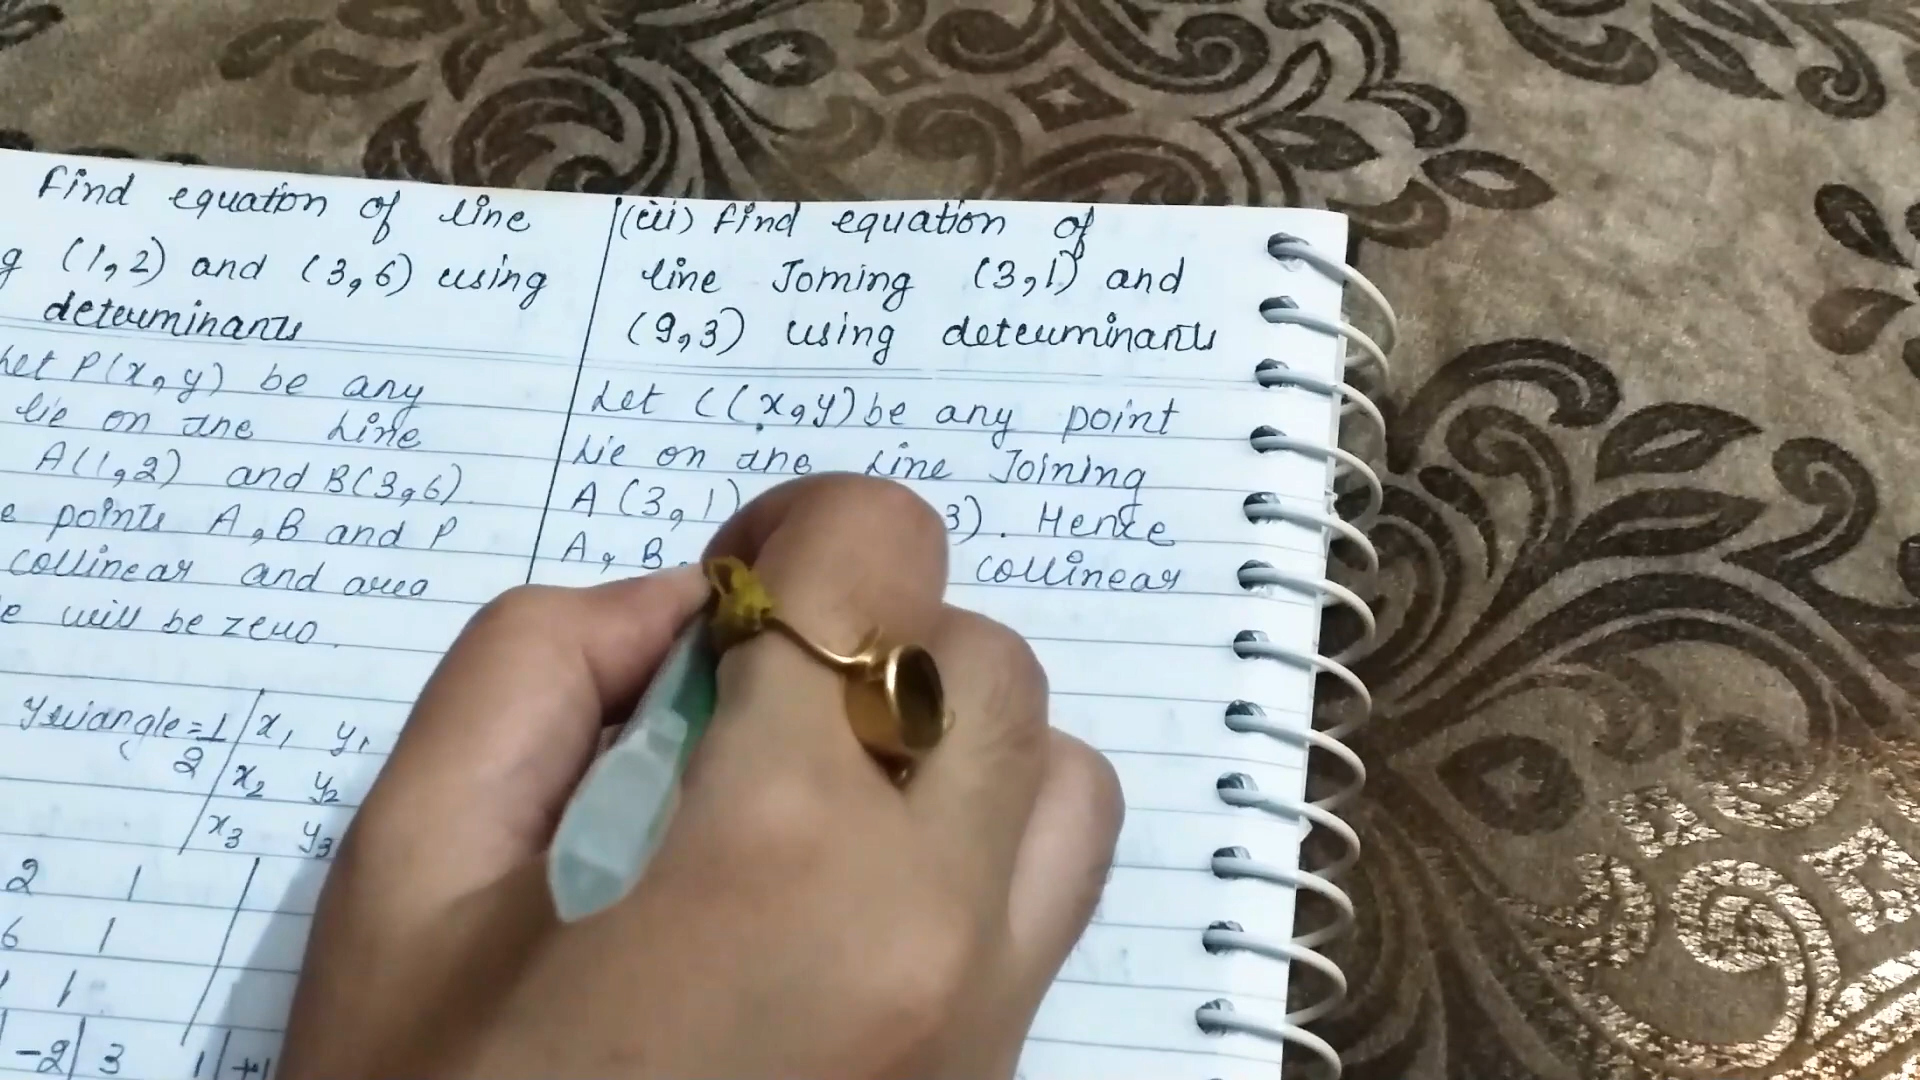 Find equation of line
g (1,2) and (3,6) using
determinants
Let P(x,y) be any
lie on the Line
A(1,2) and B(3,6)
e points A,B and P
collinear and area
e will be zero.
triangle = 1/2 | x₁ y₁
x₂ y₂
x₃ y₃
2 1 |
6 1
1
-2 | 3 1 | +1
(iii) Find equation of
line Joming (3,1) and
(9,3) using determinants
Let C(x,y) be any point
Lie on the Line Joining
A (3,1) 3). Hence
A, B collinear